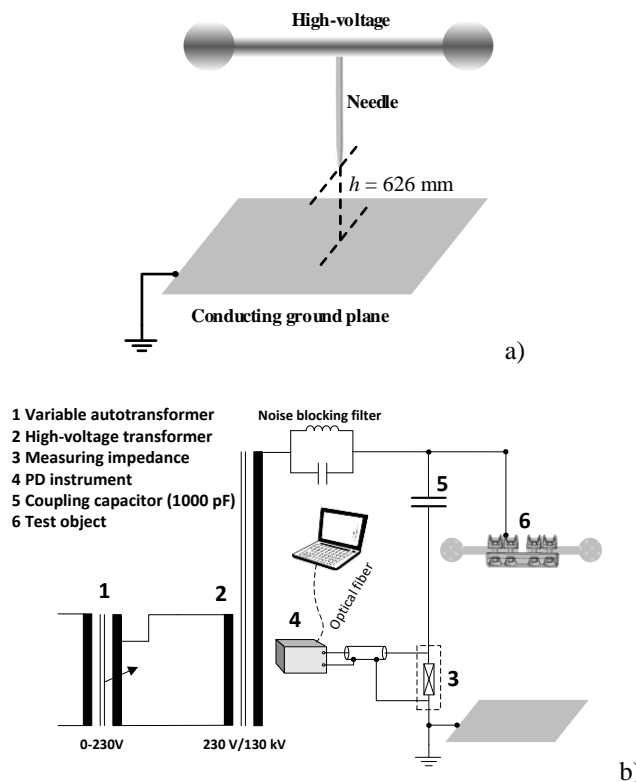 High-voltage
Needle
h = 626 mm
Conducting ground plane
a)
1 Variable autotransformer
2 High-voltage transformer
3 Measuring impedance
4 PD instrument
5 Coupling capacitor (1000 pF)
6 Test object
Noise blocking filter
5
6
1
2
4
Optical fiber
3
0-230V
230 V/130 kV
b)